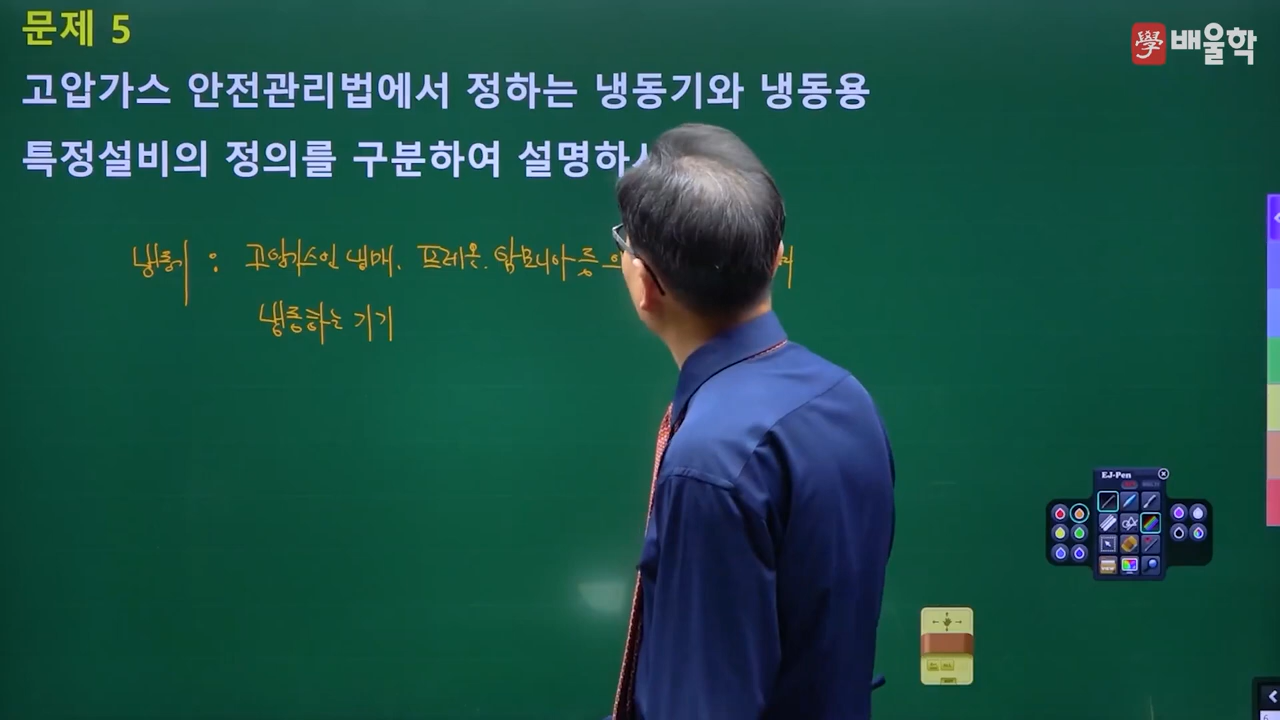 문제 5
學 배울학
고압가스 안전관리법에서 정하는 냉동기와 냉동용
특정설비의 정의를 구분하여 설명하
냉동기 : 고압가스인 냉매, 프레온, 암모니아 등
냉동하는 기기
EJ-Pen